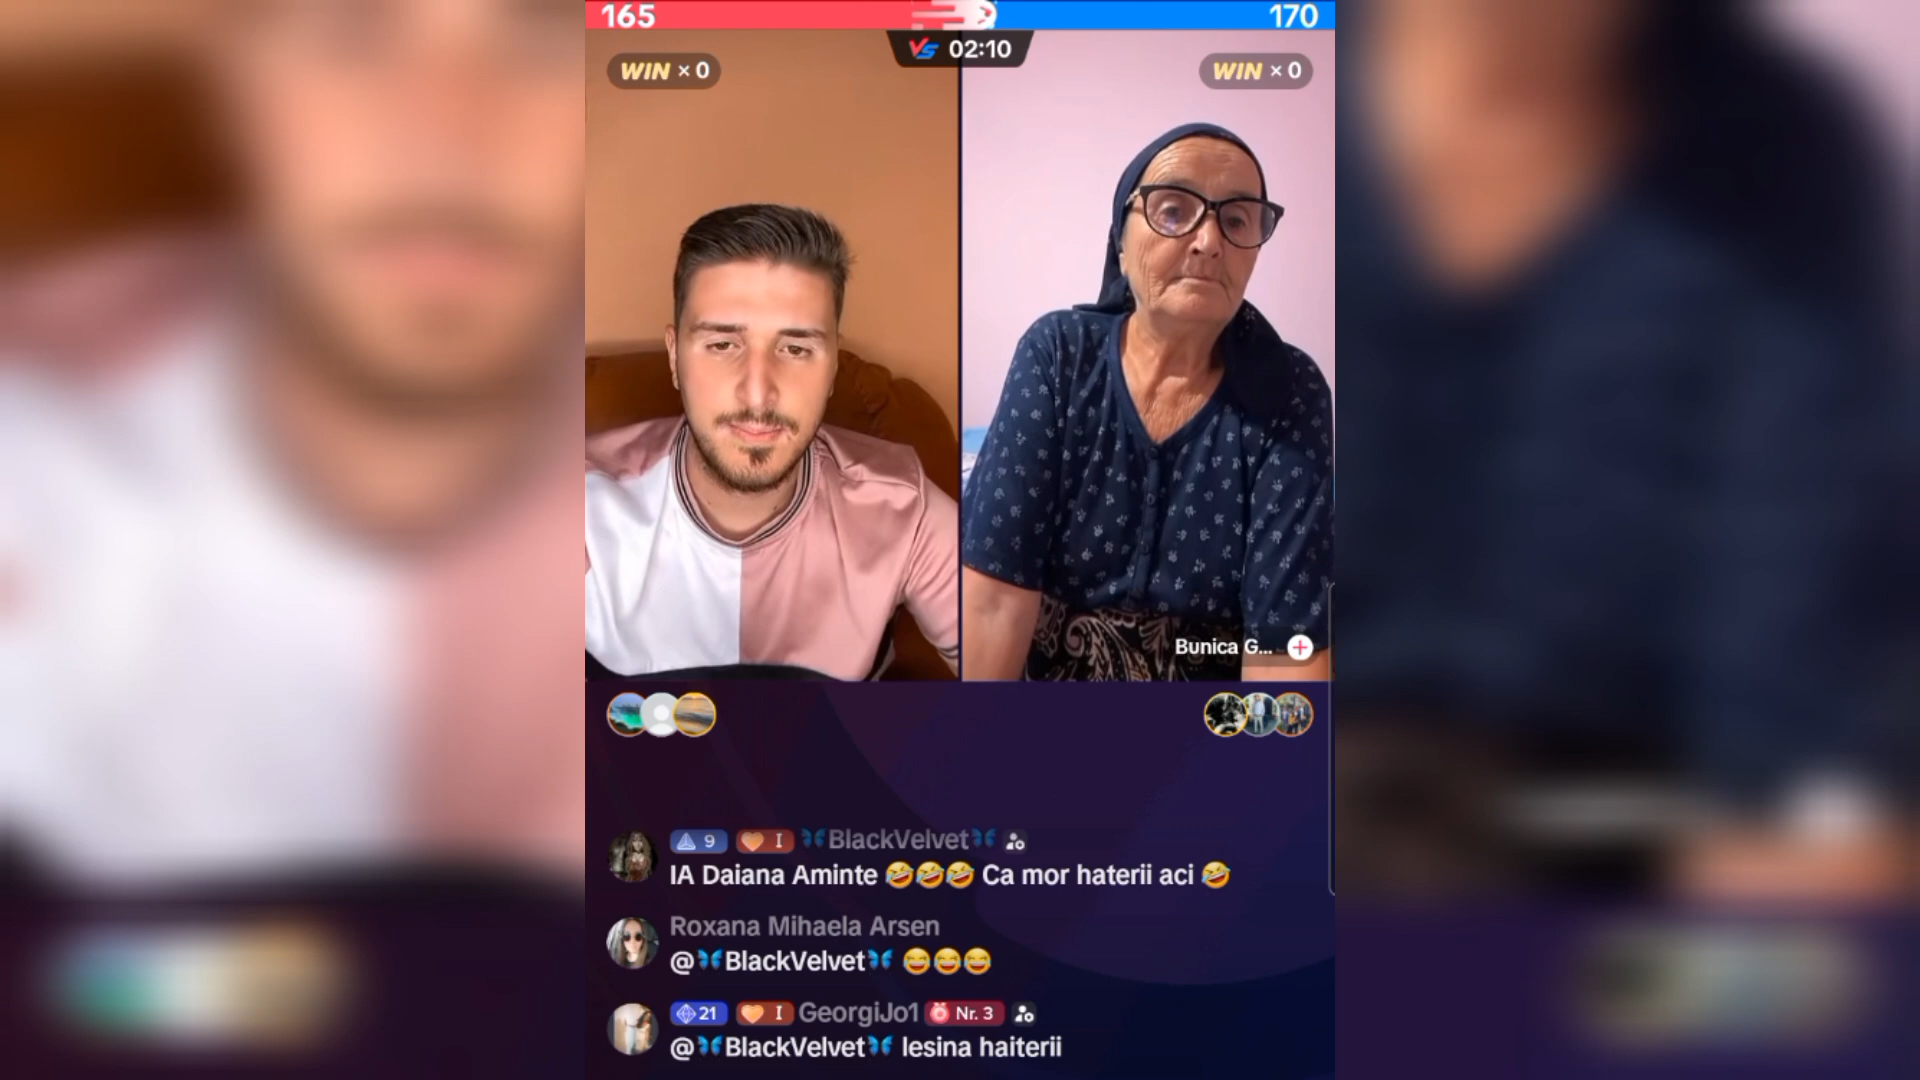 165
170
VS 02:10
WIN × 0
WIN × 0
Bunica G...
9 I BlackVelvet
IA Daiana Aminte 🤣🤣🤣 Ca mor haterii aci 🤣
Roxana Mihaela Arsen
@🦋BlackVelvet🦋 😂😂😂
21 I GeorgiJo1 Nr. 3
@🦋BlackVelvet🦋 lesina haiterii